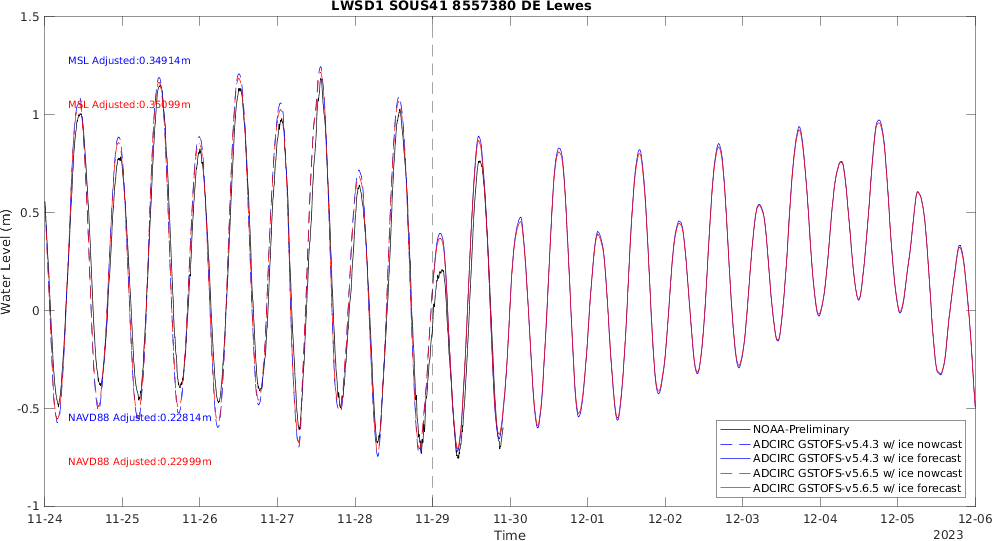 LWSD1 SOUS41 8557380 DE Lewes
1.5
1
0.5
0
-0.5
-1
Water Level (m)
MSL Adjusted:0.34914m
MSL Adjusted:0.35099m
NAVD88 Adjusted:0.22814m
NAVD88 Adjusted:0.22999m
NOAA-Preliminary
ADCIRC GSTOFS-v5.4.3 w/ ice nowcast
ADCIRC GSTOFS-v5.4.3 w/ ice forecast
ADCIRC GSTOFS-v5.6.5 w/ ice nowcast
ADCIRC GSTOFS-v5.6.5 w/ ice forecast
11-24 11-25 11-26 11-27 11-28 11-29 11-30 12-01 12-02 12-03 12-04 12-05 12-06
Time
2023